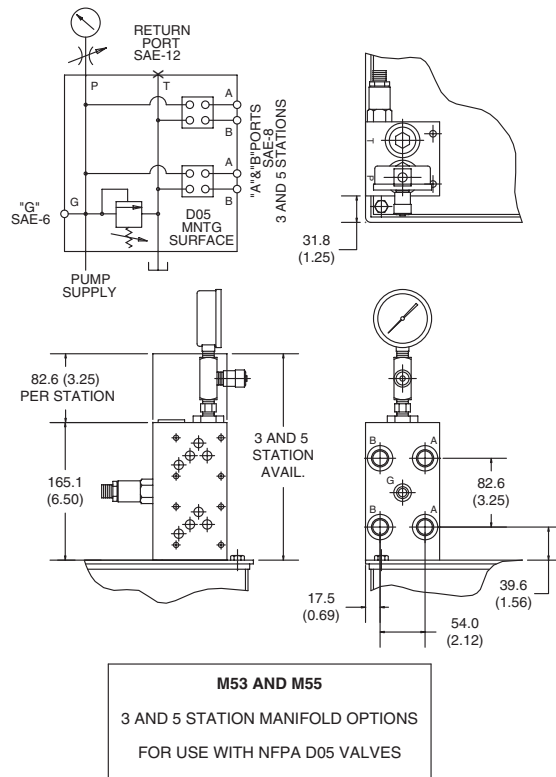 RETURN
PORT
SAE-12
P
T
A
B
A
B
"A"&"B"PORTS
SAE-8
3 AND 5 STATIONS
"G"
SAE-6
G
D05
MNTG
SURFACE
PUMP
SUPPLY
T
P
31.8
(1.25)
82.6 (3.25)
PER STATION
165.1
(6.50)
3 AND 5
STATION
AVAIL.
B
A
G
B
A
82.6
(3.25)
39.6
(1.56)
17.5
(0.69)
54.0
(2.12)
M53 AND M55
3 AND 5 STATION MANIFOLD OPTIONS
FOR USE WITH NFPA D05 VALVES